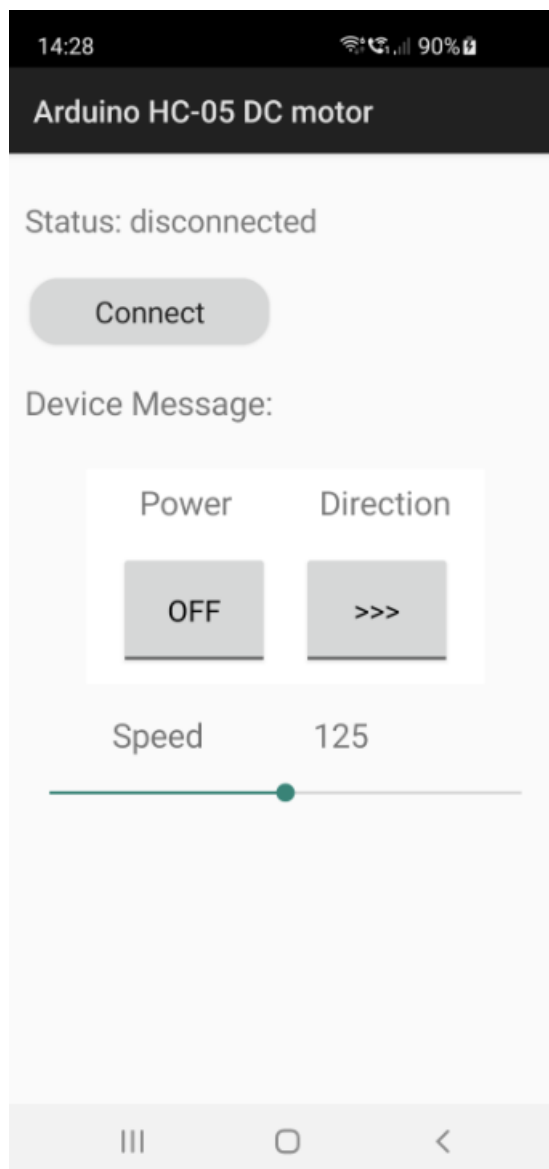 14:28 90%
Arduino HC-05 DC motor
Status: disconnected
Connect
Device Message:
Power Direction
OFF >>>
Speed 125